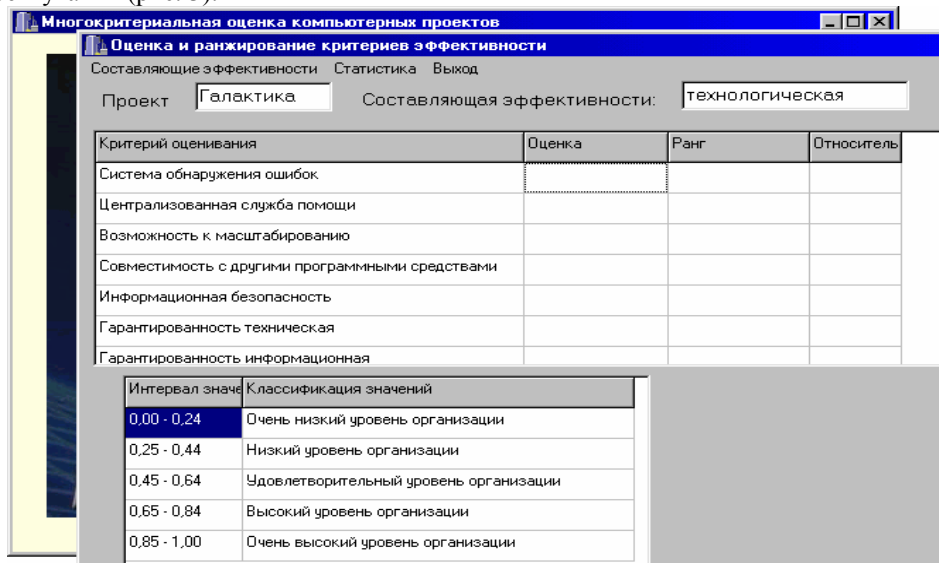 Многокритериальная оценка компьютерных проектов
Оценка и ранжирование критериев эффективности
Составляющие эффективности Статистика Выход
Проект Галактика Составляющая эффективности: технологическая
Критерий оценивания Оценка Ранг Относитель
Система обнаружения ошибок
Централизованная служба помощи
Возможность к масштабированию
Совместимость с другими программными средствами
Информационная безопасность
Гарантированность техническая
Гарантированность информационная
Интервал значе Классификация значений
0,00 - 0,24 Очень низкий уровень организации
0,25 - 0,44 Низкий уровень организации
0,45 - 0,64 Удовлетворительный уровень организации
0,65 - 0,84 Высокий уровень организации
0,85 - 1,00 Очень высокий уровень организации